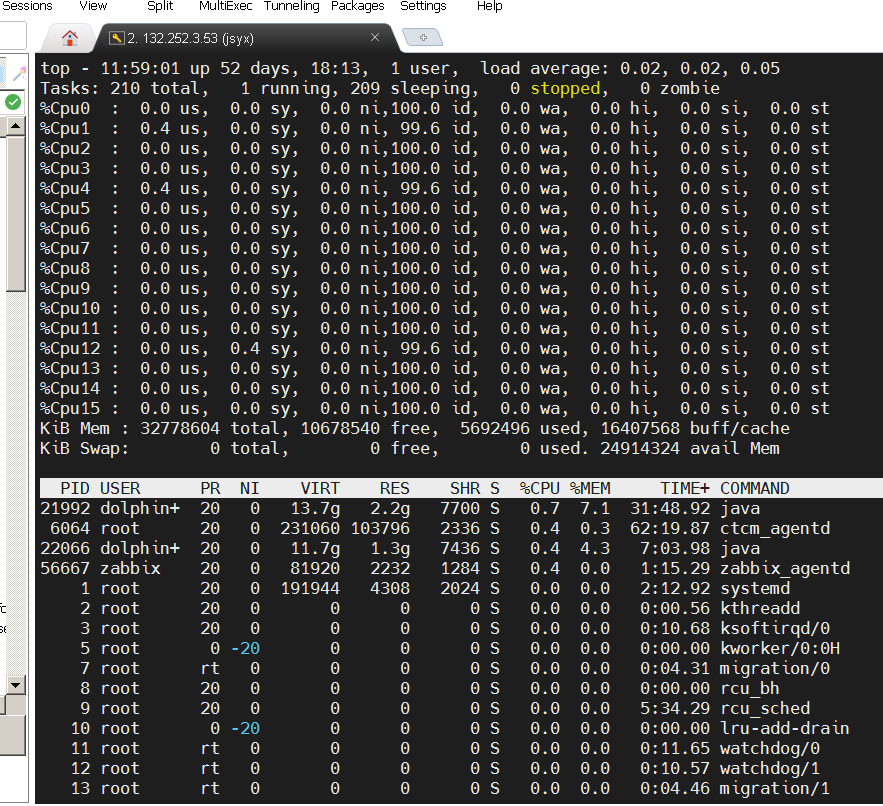 Sessions View Split MultiExec Tunneling Packages Settings Help
2. 132.252.3.53 (jsyx)
top - 11:59:01 up 52 days, 18:13,  1 user,  load average: 0.02, 0.02, 0.05
Tasks: 210 total,   1 running, 209 sleeping,   0 stopped,   0 zombie
%Cpu0  :  0.0 us,  0.0 sy,  0.0 ni,100.0 id,  0.0 wa,  0.0 hi,  0.0 si,  0.0 st
%Cpu1  :  0.4 us,  0.0 sy,  0.0 ni, 99.6 id,  0.0 wa,  0.0 hi,  0.0 si,  0.0 st
%Cpu2  :  0.0 us,  0.0 sy,  0.0 ni,100.0 id,  0.0 wa,  0.0 hi,  0.0 si,  0.0 st
%Cpu3  :  0.0 us,  0.0 sy,  0.0 ni,100.0 id,  0.0 wa,  0.0 hi,  0.0 si,  0.0 st
%Cpu4  :  0.4 us,  0.0 sy,  0.0 ni, 99.6 id,  0.0 wa,  0.0 hi,  0.0 si,  0.0 st
%Cpu5  :  0.0 us,  0.0 sy,  0.0 ni,100.0 id,  0.0 wa,  0.0 hi,  0.0 si,  0.0 st
%Cpu6  :  0.0 us,  0.0 sy,  0.0 ni,100.0 id,  0.0 wa,  0.0 hi,  0.0 si,  0.0 st
%Cpu7  :  0.0 us,  0.0 sy,  0.0 ni,100.0 id,  0.0 wa,  0.0 hi,  0.0 si,  0.0 st
%Cpu8  :  0.0 us,  0.0 sy,  0.0 ni,100.0 id,  0.0 wa,  0.0 hi,  0.0 si,  0.0 st
%Cpu9  :  0.0 us,  0.0 sy,  0.0 ni,100.0 id,  0.0 wa,  0.0 hi,  0.0 si,  0.0 st
%Cpu10 :  0.0 us,  0.0 sy,  0.0 ni,100.0 id,  0.0 wa,  0.0 hi,  0.0 si,  0.0 st
%Cpu11 :  0.0 us,  0.0 sy,  0.0 ni,100.0 id,  0.0 wa,  0.0 hi,  0.0 si,  0.0 st
%Cpu12 :  0.0 us,  0.4 sy,  0.0 ni, 99.6 id,  0.0 wa,  0.0 hi,  0.0 si,  0.0 st
%Cpu13 :  0.0 us,  0.0 sy,  0.0 ni,100.0 id,  0.0 wa,  0.0 hi,  0.0 si,  0.0 st
%Cpu14 :  0.0 us,  0.0 sy,  0.0 ni,100.0 id,  0.0 wa,  0.0 hi,  0.0 si,  0.0 st
%Cpu15 :  0.0 us,  0.0 sy,  0.0 ni,100.0 id,  0.0 wa,  0.0 hi,  0.0 si,  0.0 st
KiB Mem : 32778604 total, 10678540 free,  5692496 used, 16407568 buff/cache
KiB Swap:        0 total,        0 free,        0 used. 24914324 avail Mem
PID USER      PR  NI    VIRT    RES    SHR S  %CPU %MEM     TIME+ COMMAND
21992 dolphin+  20   0   13.7g   2.2g   7700 S   0.7  7.1  31:48.92 java
6064 root      20   0  231060 103796   2336 S   0.4  0.3  62:19.87 ctcm_agentd
22066 dolphin+  20   0   11.7g   1.3g   7436 S   0.4  4.3   7:03.98 java
56667 zabbix    20   0   81920   2232   1284 S   0.4  0.0   1:15.29 zabbix_agentd
1 root      20   0  191944   4308   2024 S   0.0  0.0   2:12.92 systemd
2 root      20   0       0      0      0 S   0.0  0.0   0:00.56 kthreadd
3 root      20   0       0      0      0 S   0.0  0.0   0:10.68 ksoftirqd/0
5 root       0 -20       0      0      0 S   0.0  0.0   0:00.00 kworker/0:0H
7 root      rt   0       0      0      0 S   0.0  0.0   0:04.31 migration/0
8 root      20   0       0      0      0 S   0.0  0.0   0:00.00 rcu_bh
9 root      20   0       0      0      0 S   0.0  0.0   5:34.29 rcu_sched
10 root       0 -20       0      0      0 S   0.0  0.0   0:00.00 lru-add-drain
11 root      rt   0       0      0      0 S   0.0  0.0   0:11.65 watchdog/0
12 root      rt   0       0      0      0 S   0.0  0.0   0:10.57 watchdog/1
13 root      rt   0       0      0      0 S   0.0  0.0   0:04.46 migration/1